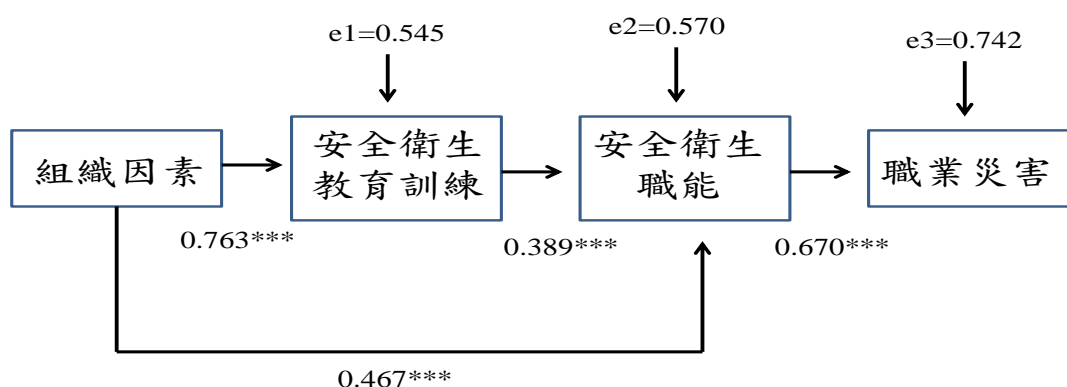 e1=0.545
e2=0.570
e3=0.742
組織因素
安全衛生
教育訓練
安全衛生
職能
職業災害
0.763***
0.389***
0.670***
0.467***